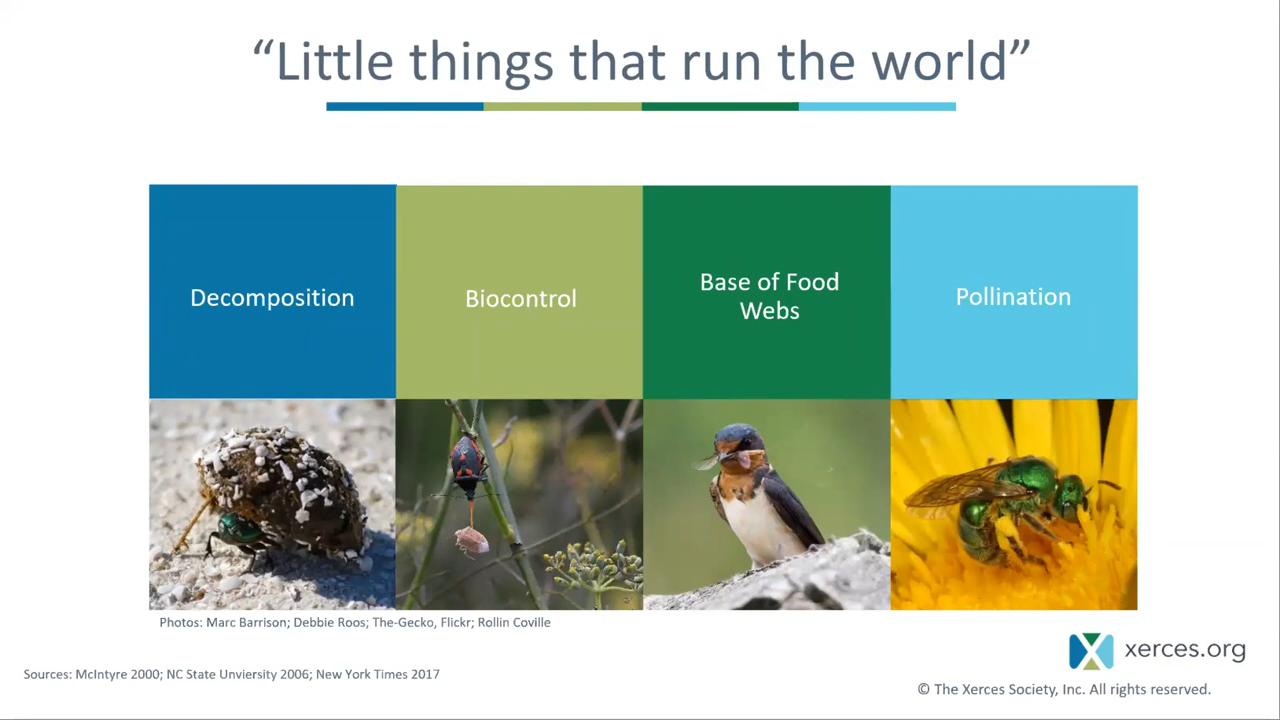 “Little things that run the world”
Decomposition
Biocontrol
Base of Food
Webs
Pollination
Photos: Marc Barrison; Debbie Roos; The-Gecko, Flickr; Rollin Coville
xerces.org
Sources: McIntyre 2000; NC State Unviersity 2006; New York Times 2017
© The Xerces Society, Inc. All rights reserved.